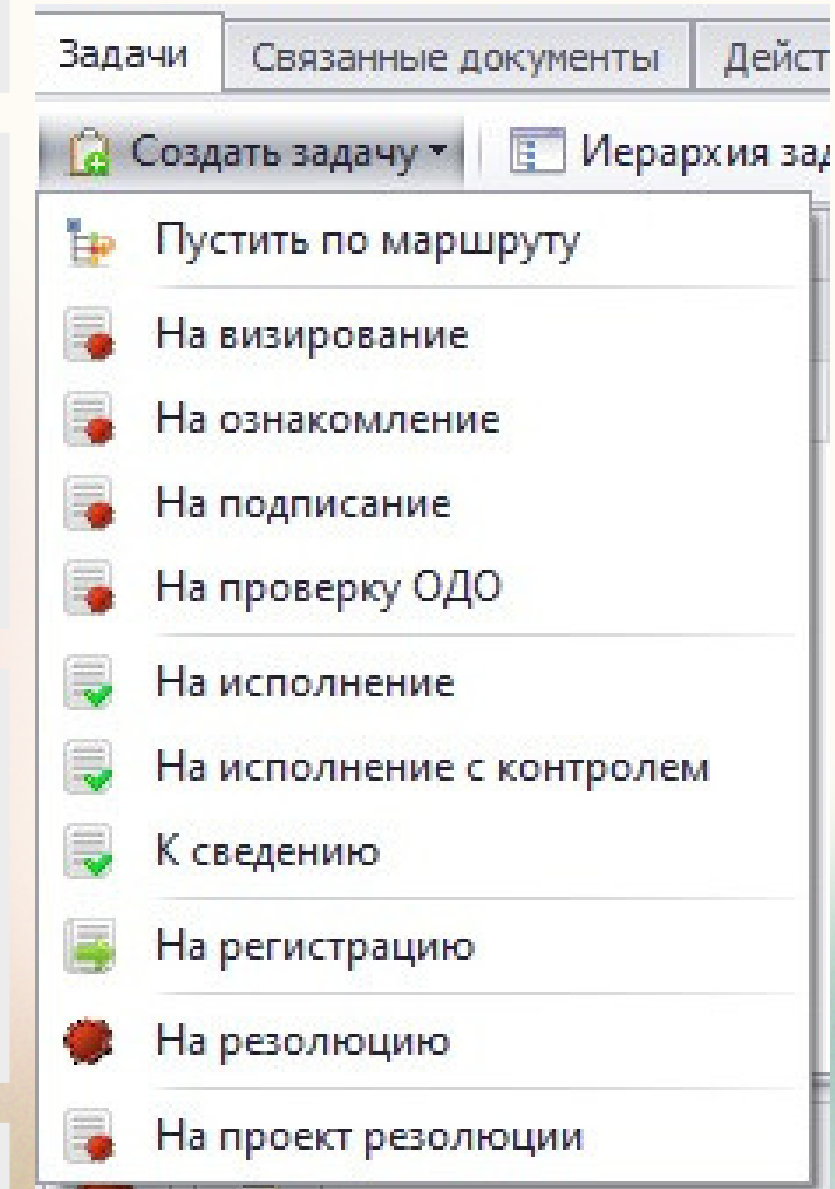 Задачи Связанные документы Дейст
Создать задачу Иерархия зад
Пустить по маршруту
На визирование
На ознакомление
На подписание
На проверку ОДО
На исполнение
На исполнение с контролем
К сведению
На регистрацию
На резолюцию
На проект резолюции